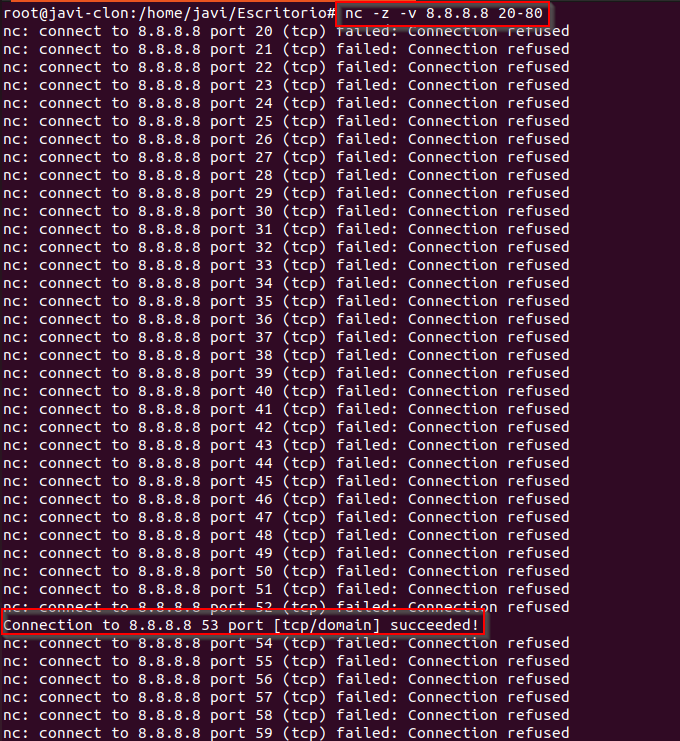 root@javi-clon:/home/javi/Escritorio# nc -z -v 8.8.8.8 20-80
nc: connect to 8.8.8.8 port 20 (tcp) failed: Connection refused
nc: connect to 8.8.8.8 port 21 (tcp) failed: Connection refused
nc: connect to 8.8.8.8 port 22 (tcp) failed: Connection refused
nc: connect to 8.8.8.8 port 23 (tcp) failed: Connection refused
nc: connect to 8.8.8.8 port 24 (tcp) failed: Connection refused
nc: connect to 8.8.8.8 port 25 (tcp) failed: Connection refused
nc: connect to 8.8.8.8 port 26 (tcp) failed: Connection refused
nc: connect to 8.8.8.8 port 27 (tcp) failed: Connection refused
nc: connect to 8.8.8.8 port 28 (tcp) failed: Connection refused
nc: connect to 8.8.8.8 port 29 (tcp) failed: Connection refused
nc: connect to 8.8.8.8 port 30 (tcp) failed: Connection refused
nc: connect to 8.8.8.8 port 31 (tcp) failed: Connection refused
nc: connect to 8.8.8.8 port 32 (tcp) failed: Connection refused
nc: connect to 8.8.8.8 port 33 (tcp) failed: Connection refused
nc: connect to 8.8.8.8 port 34 (tcp) failed: Connection refused
nc: connect to 8.8.8.8 port 35 (tcp) failed: Connection refused
nc: connect to 8.8.8.8 port 36 (tcp) failed: Connection refused
nc: connect to 8.8.8.8 port 37 (tcp) failed: Connection refused
nc: connect to 8.8.8.8 port 38 (tcp) failed: Connection refused
nc: connect to 8.8.8.8 port 39 (tcp) failed: Connection refused
nc: connect to 8.8.8.8 port 40 (tcp) failed: Connection refused
nc: connect to 8.8.8.8 port 41 (tcp) failed: Connection refused
nc: connect to 8.8.8.8 port 42 (tcp) failed: Connection refused
nc: connect to 8.8.8.8 port 43 (tcp) failed: Connection refused
nc: connect to 8.8.8.8 port 44 (tcp) failed: Connection refused
nc: connect to 8.8.8.8 port 45 (tcp) failed: Connection refused
nc: connect to 8.8.8.8 port 46 (tcp) failed: Connection refused
nc: connect to 8.8.8.8 port 47 (tcp) failed: Connection refused
nc: connect to 8.8.8.8 port 48 (tcp) failed: Connection refused
nc: connect to 8.8.8.8 port 49 (tcp) failed: Connection refused
nc: connect to 8.8.8.8 port 50 (tcp) failed: Connection refused
nc: connect to 8.8.8.8 port 51 (tcp) failed: Connection refused
nc: connect to 8.8.8.8 port 52 (tcp) failed: Connection refused
Connection to 8.8.8.8 53 port [tcp/domain] succeeded!
nc: connect to 8.8.8.8 port 54 (tcp) failed: Connection refused
nc: connect to 8.8.8.8 port 55 (tcp) failed: Connection refused
nc: connect to 8.8.8.8 port 56 (tcp) failed: Connection refused
nc: connect to 8.8.8.8 port 57 (tcp) failed: Connection refused
nc: connect to 8.8.8.8 port 58 (tcp) failed: Connection refused
nc: connect to 8.8.8.8 port 59 (tcp) failed: Connection refused